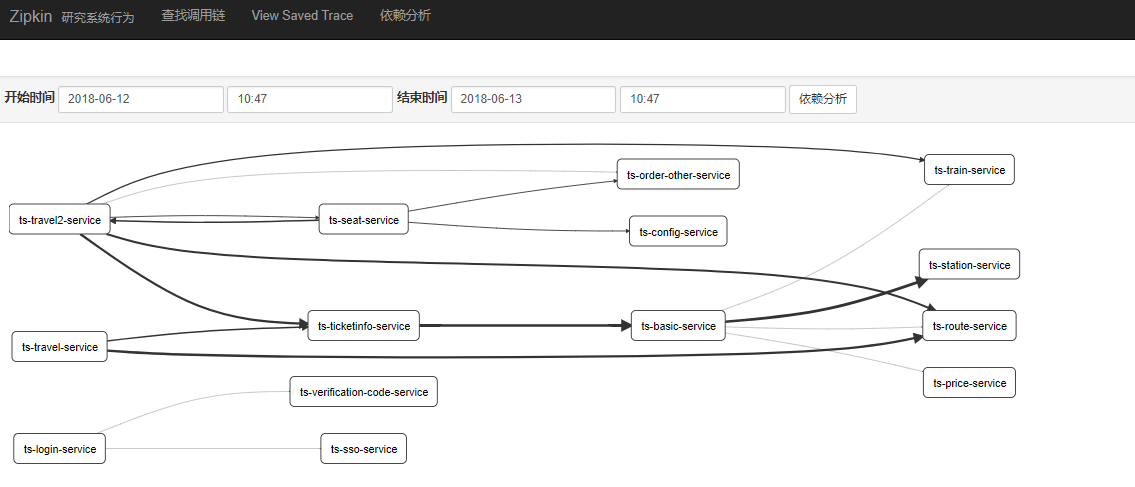 Zipkin 研究系统行为 查找调用链 View Saved Trace 依赖分析
开始时间 2018-06-12 10:47 结束时间 2018-06-13 10:47 依赖分析
ts-train-service
ts-order-other-service
ts-travel2-service
ts-seat-service
ts-config-service
ts-station-service
ts-ticketinfo-service
ts-basic-service
ts-route-service
ts-travel-service
ts-price-service
ts-verification-code-service
ts-login-service
ts-sso-service